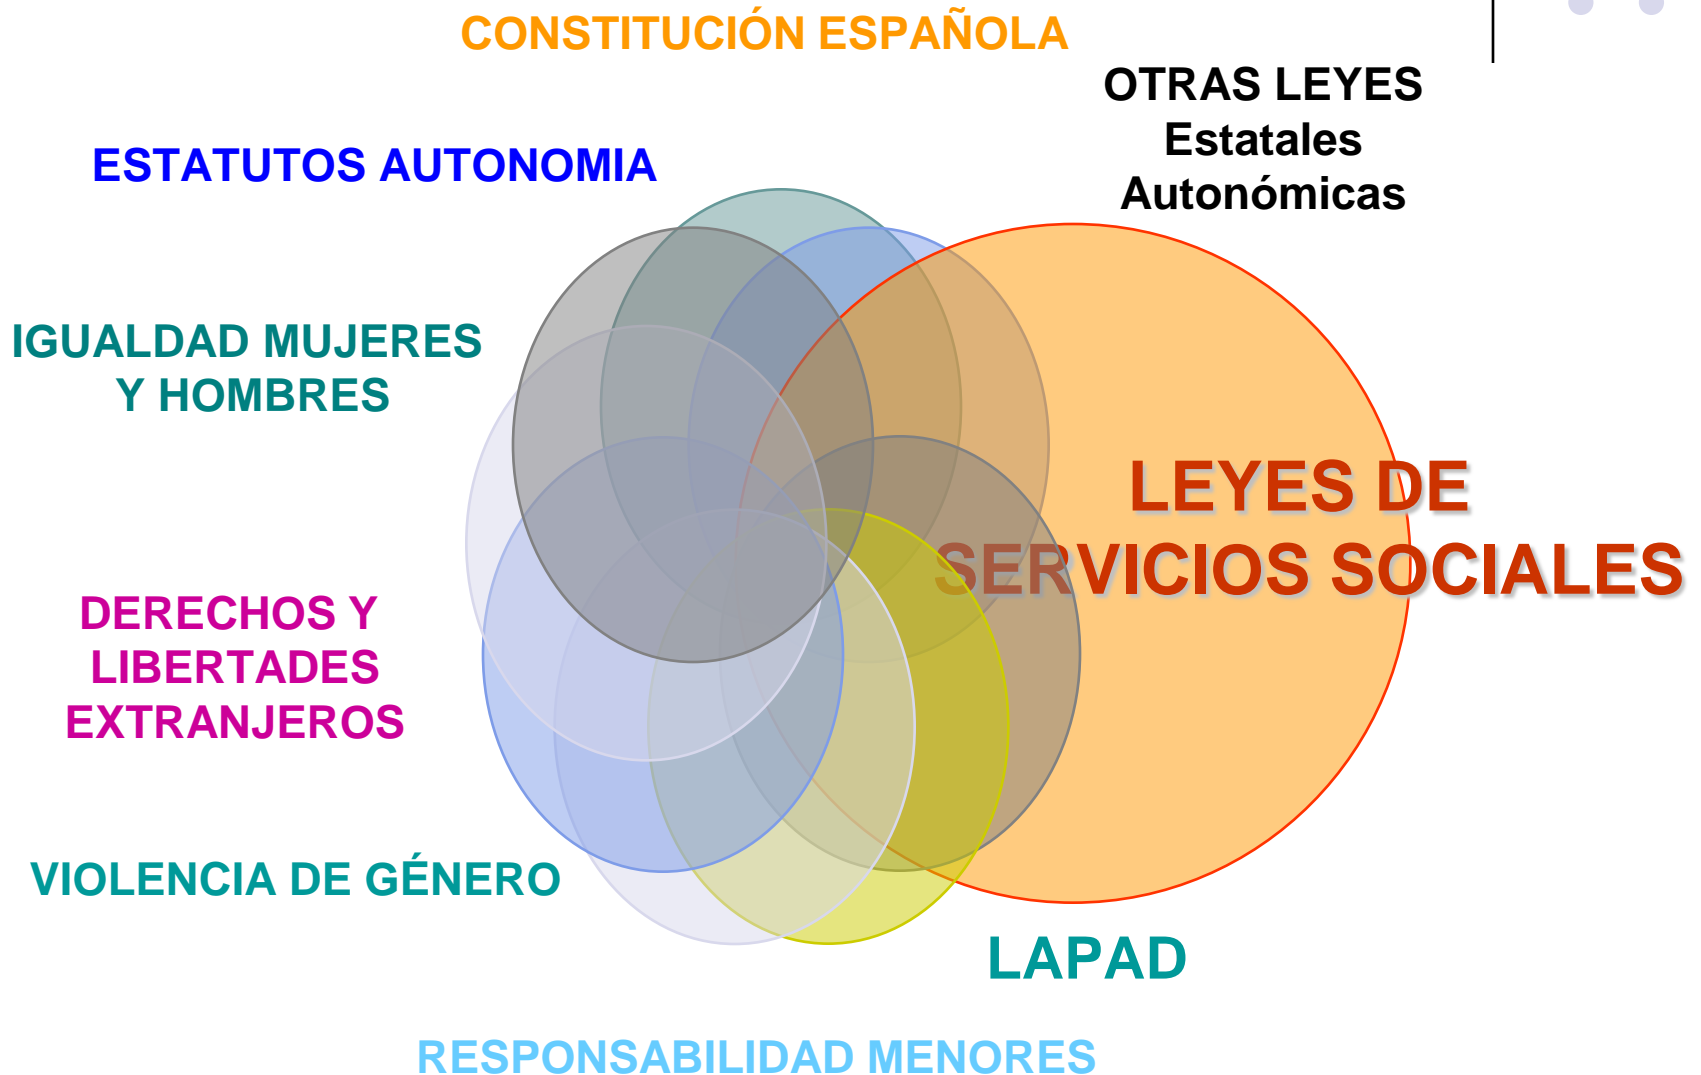 CONSTITUCIÓN ESPAÑOLA
OTRAS LEYES
Estatales
Autonómicas
ESTATUTOS AUTONOMIA
IGUALDAD MUJERES
Y HOMBRES
LEYES DE
SERVICIOS SOCIALES
DERECHOS Y
LIBERTADES
EXTRANJEROS
VIOLENCIA DE GÉNERO
LAPAD
RESPONSABILIDAD MENORES